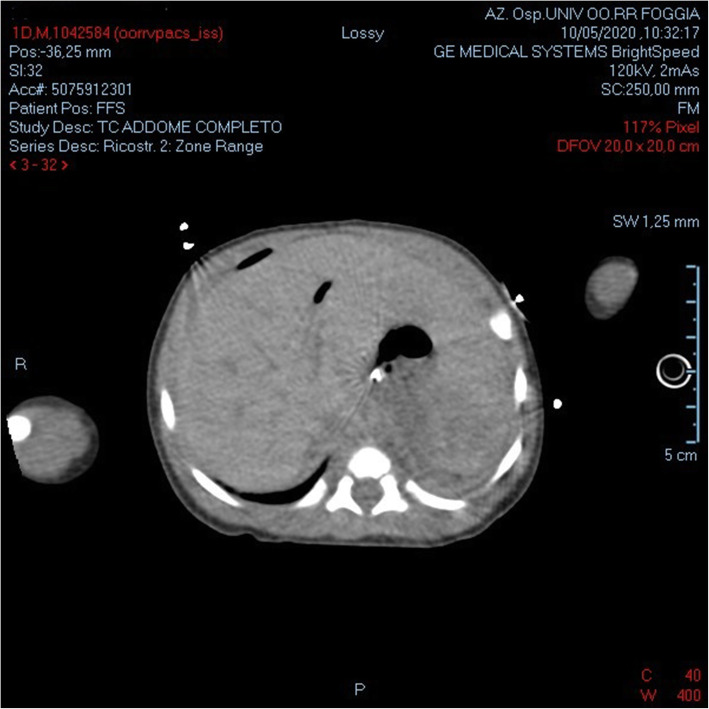 1D,M,1042584 (oorrvpacs_iss)
Pos:-36,25 mm
SI:32
Acc#: 5075912301
Patient Pos: FFS
Study Desc: TC ADDOME COMPLETO
Series Desc: Ricostr. 2: Zone Range
< 3 - 32 >
Lossy
AZ. Osp.UNIV OO.RR FOGGIA
10/05/2020 ,10:32:17
GE MEDICAL SYSTEMS BrightSpeed
120kV, 2mAs
SC:250,00 mm
FM
117% Pixel
DFOV 20,0 x 20,0 cm
SW 1,25 mm
R
5 cm
P
C 40
W 400